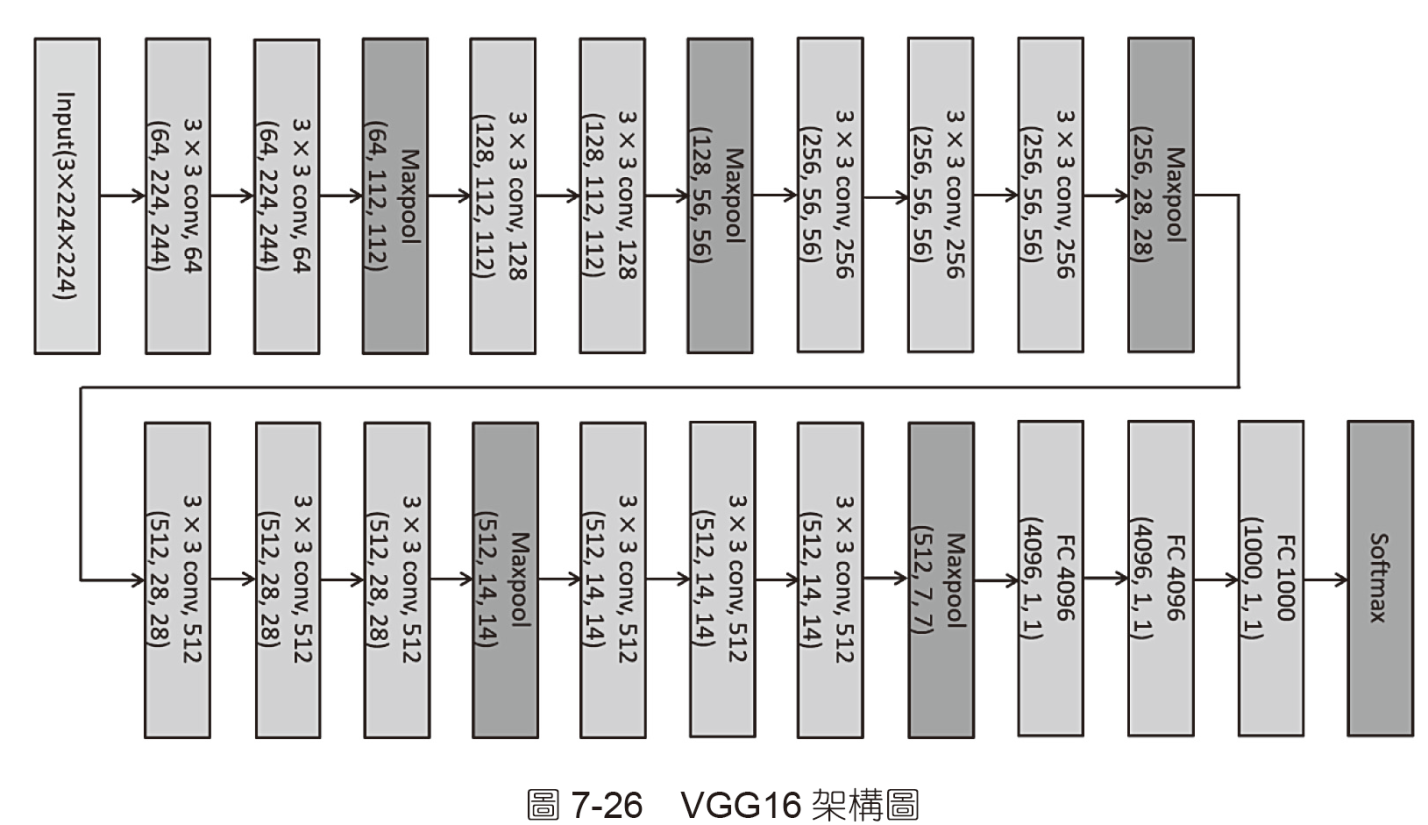 Input(3×224×224)
3 × 3 conv, 64
(64, 224, 244)
3 × 3 conv, 64
(64, 224, 244)
Maxpool
(64, 112, 112)
3 × 3 conv, 128
(128, 112, 112)
3 × 3 conv, 128
(128, 112, 112)
Maxpool
(128, 56, 56)
3 × 3 conv, 256
(256, 56, 56)
3 × 3 conv, 256
(256, 56, 56)
3 × 3 conv, 256
(256, 56, 56)
Maxpool
(256, 28, 28)
3 × 3 conv, 512
(512, 28, 28)
3 × 3 conv, 512
(512, 28, 28)
3 × 3 conv, 512
(512, 28, 28)
Maxpool
(512, 14, 14)
3 × 3 conv, 512
(512, 14, 14)
3 × 3 conv, 512
(512, 14, 14)
3 × 3 conv, 512
(512, 14, 14)
Maxpool
(512, 7, 7)
FC 4096
(4096, 1, 1)
FC 4096
(4096, 1, 1)
FC 1000
(1000, 1, 1)
Softmax
圖 7-26 VGG16 架構圖